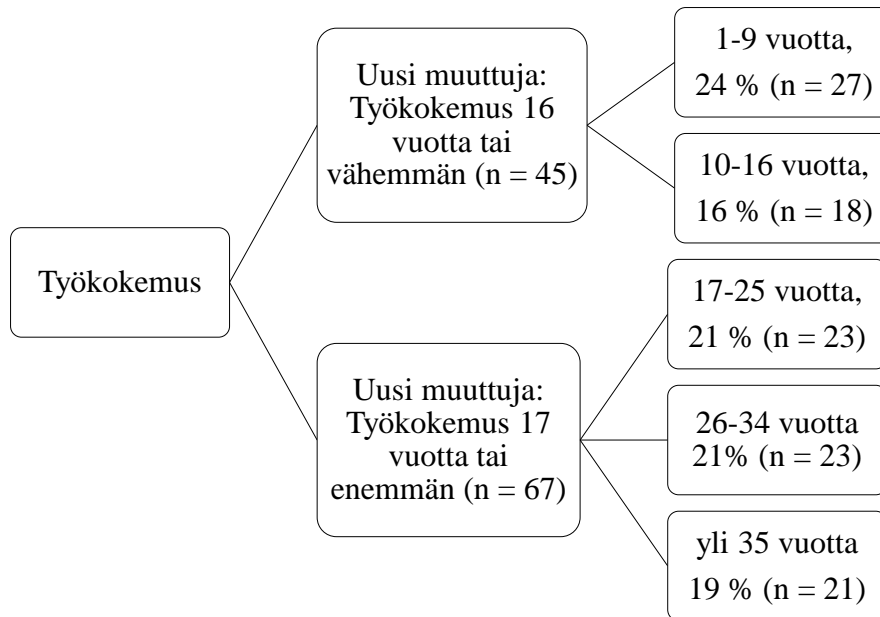 Työkokemus
Uusi muuttuja:
Työkokemus 16
vuotta tai
vähemmän (n = 45)
1-9 vuotta,
24 % (n = 27)
10-16 vuotta,
16 % (n = 18)
Uusi muuttuja:
Työkokemus 17
vuotta tai
enemmän (n = 67)
17-25 vuotta,
21 % (n = 23)
26-34 vuotta
21% (n = 23)
yli 35 vuotta
19 % (n = 21)